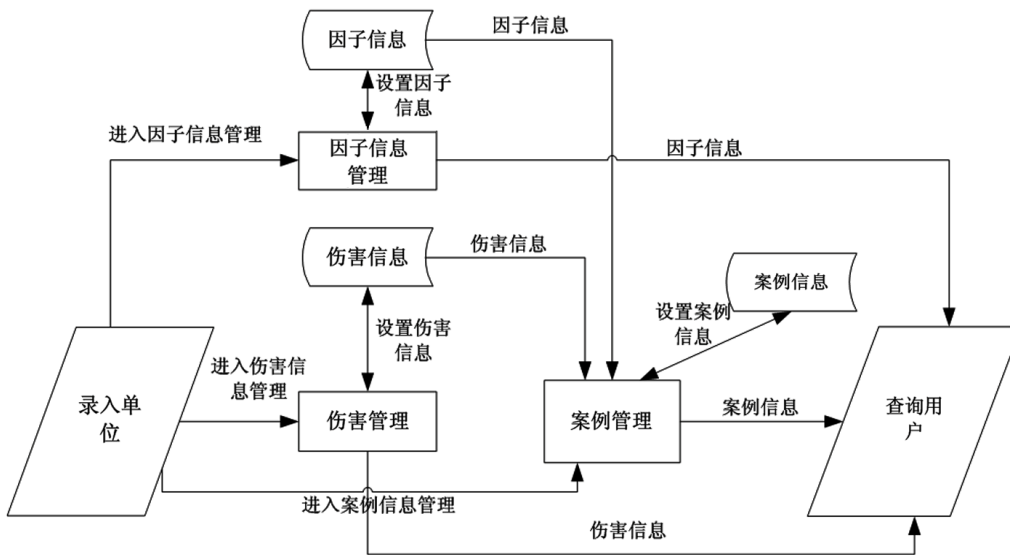 因子信息
因子信息
设置因子
信息
进入因子信息管理
因子信息
管理
因子信息
伤害信息
伤害信息
案例信息
设置案例
信息
设置伤害
信息
进入伤害信
息管理
录入单
位
伤害管理
案例管理
案例信息
查询用
户
进入案例信息管理
伤害信息